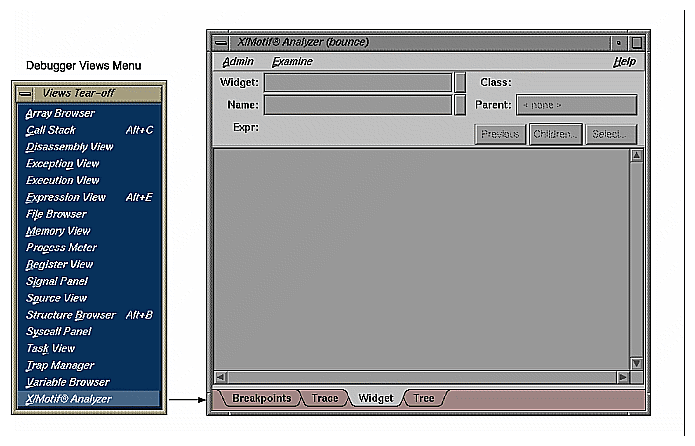 Debugger Views Menu
Views Tear-off
Array Browser
Call Stack Alt+C
Disassembly View
Exception View
Execution View
Expression View Alt+E
File Browser
Memory View
Process Meter
Register View
Signal Panel
Source View
Structure Browser Alt+B
Syscall Panel
Task View
Trap Manager
Variable Browser
X/Motif® Analyzer
X/Motif® Analyzer (bounce)
Admin Examine Help
Widget: Class:
Name: Parent: < none >
Expr: Previous Children... Select...
Breakpoints Trace Widget Tree